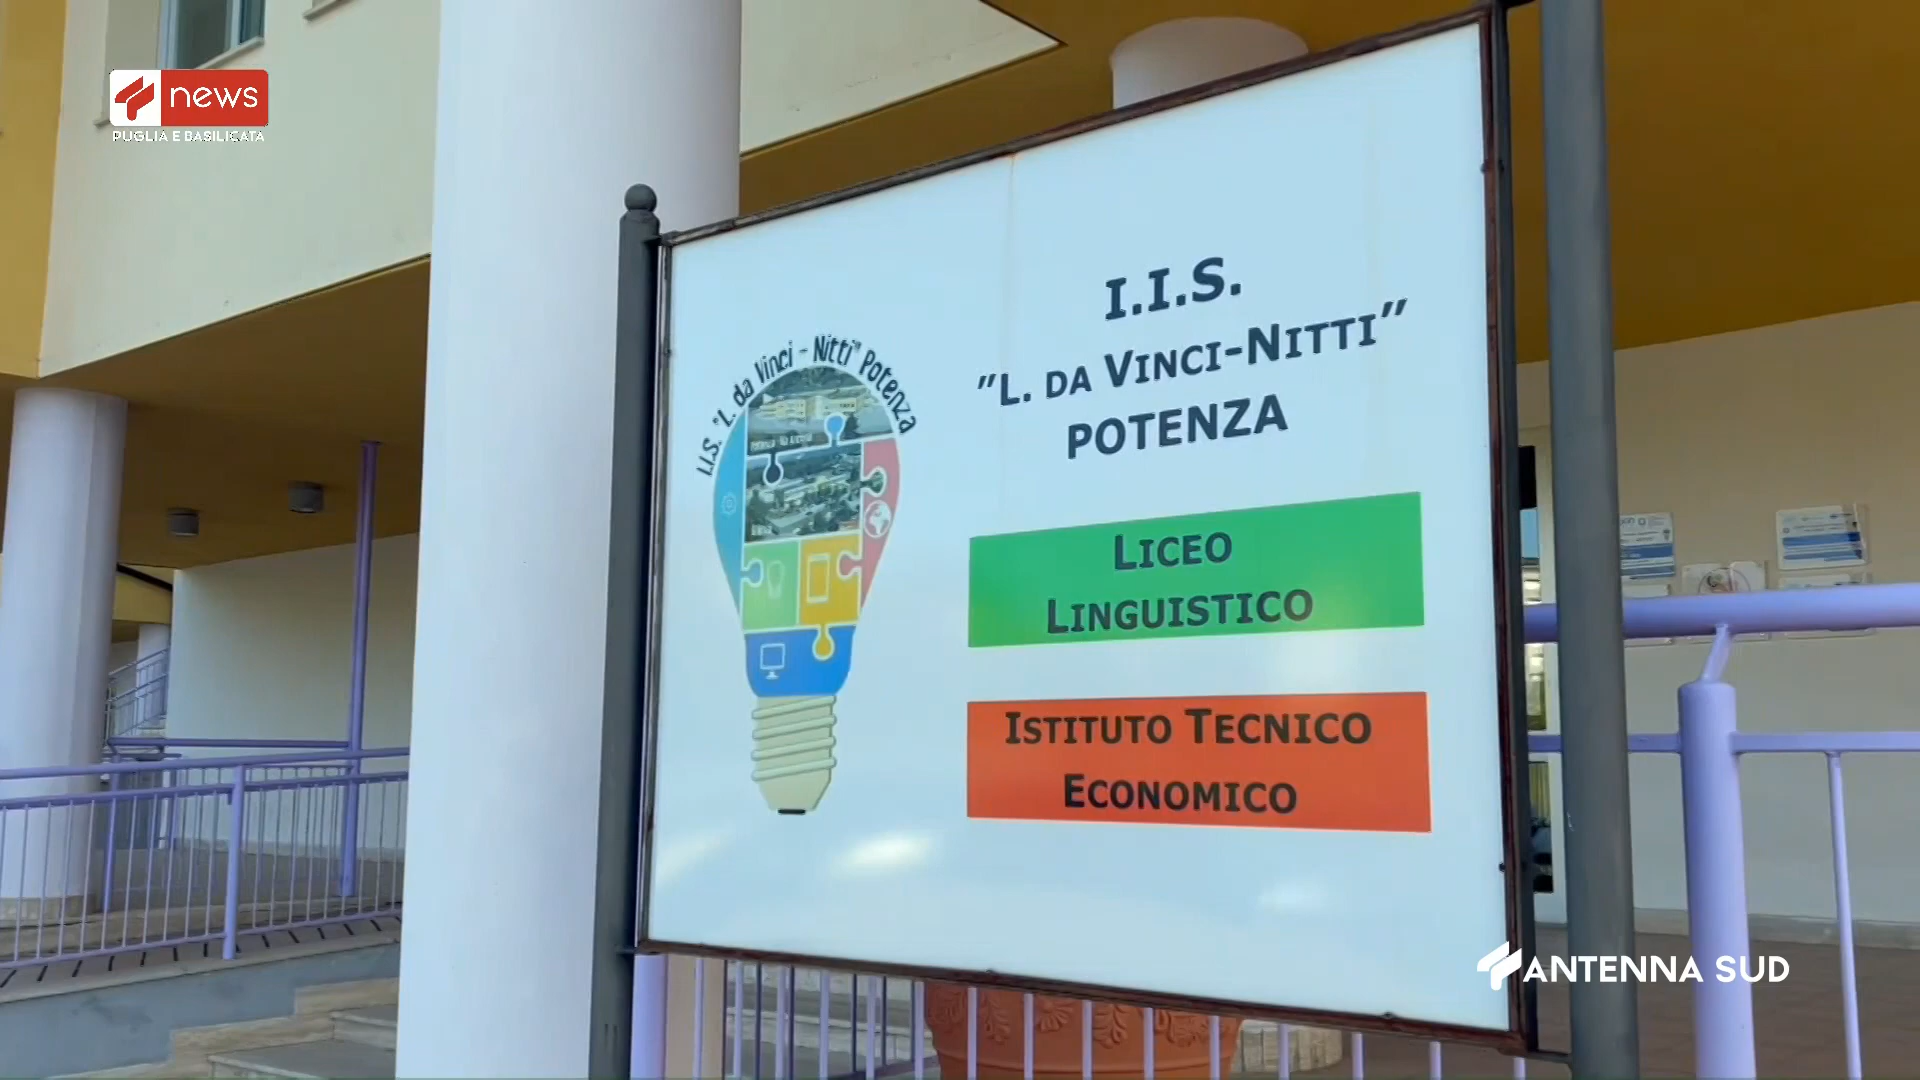 news
PUGLIA E BASILICATA
I.I.S. "L. da Vinci - Nitti" Potenza
I.I.S.
"L. DA VINCI-NITTI"
POTENZA
LICEO
LINGUISTICO
ISTITUTO TECNICO
ECONOMICO
ANTENNA SUD